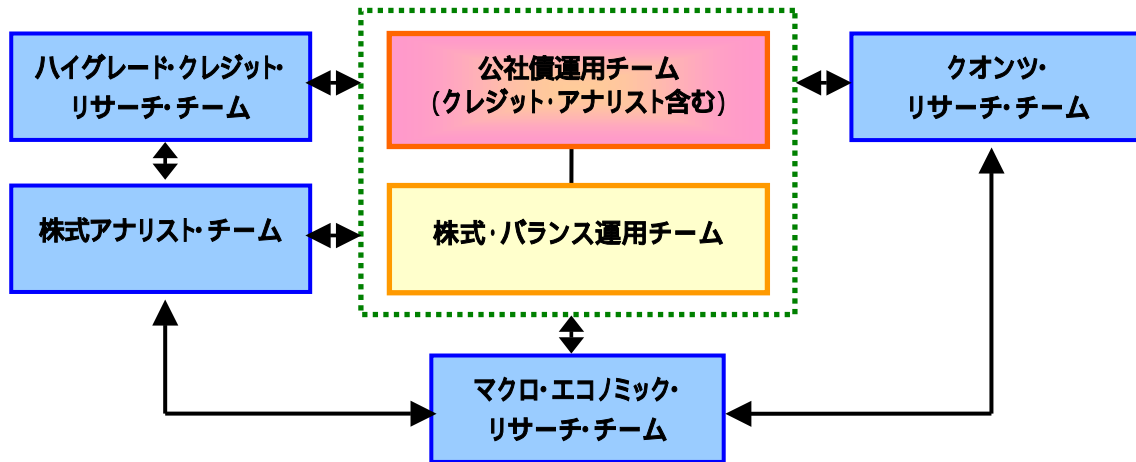 ハイグレード・クレジット・
リサーチ・チーム
公社債運用チーム
(クレジット・アナリスト含む)
クオンツ・
リサーチ・チーム
株式アナリスト・チーム
株式・バランス運用チーム
マクロ・エコノミック・
リサーチ・チーム